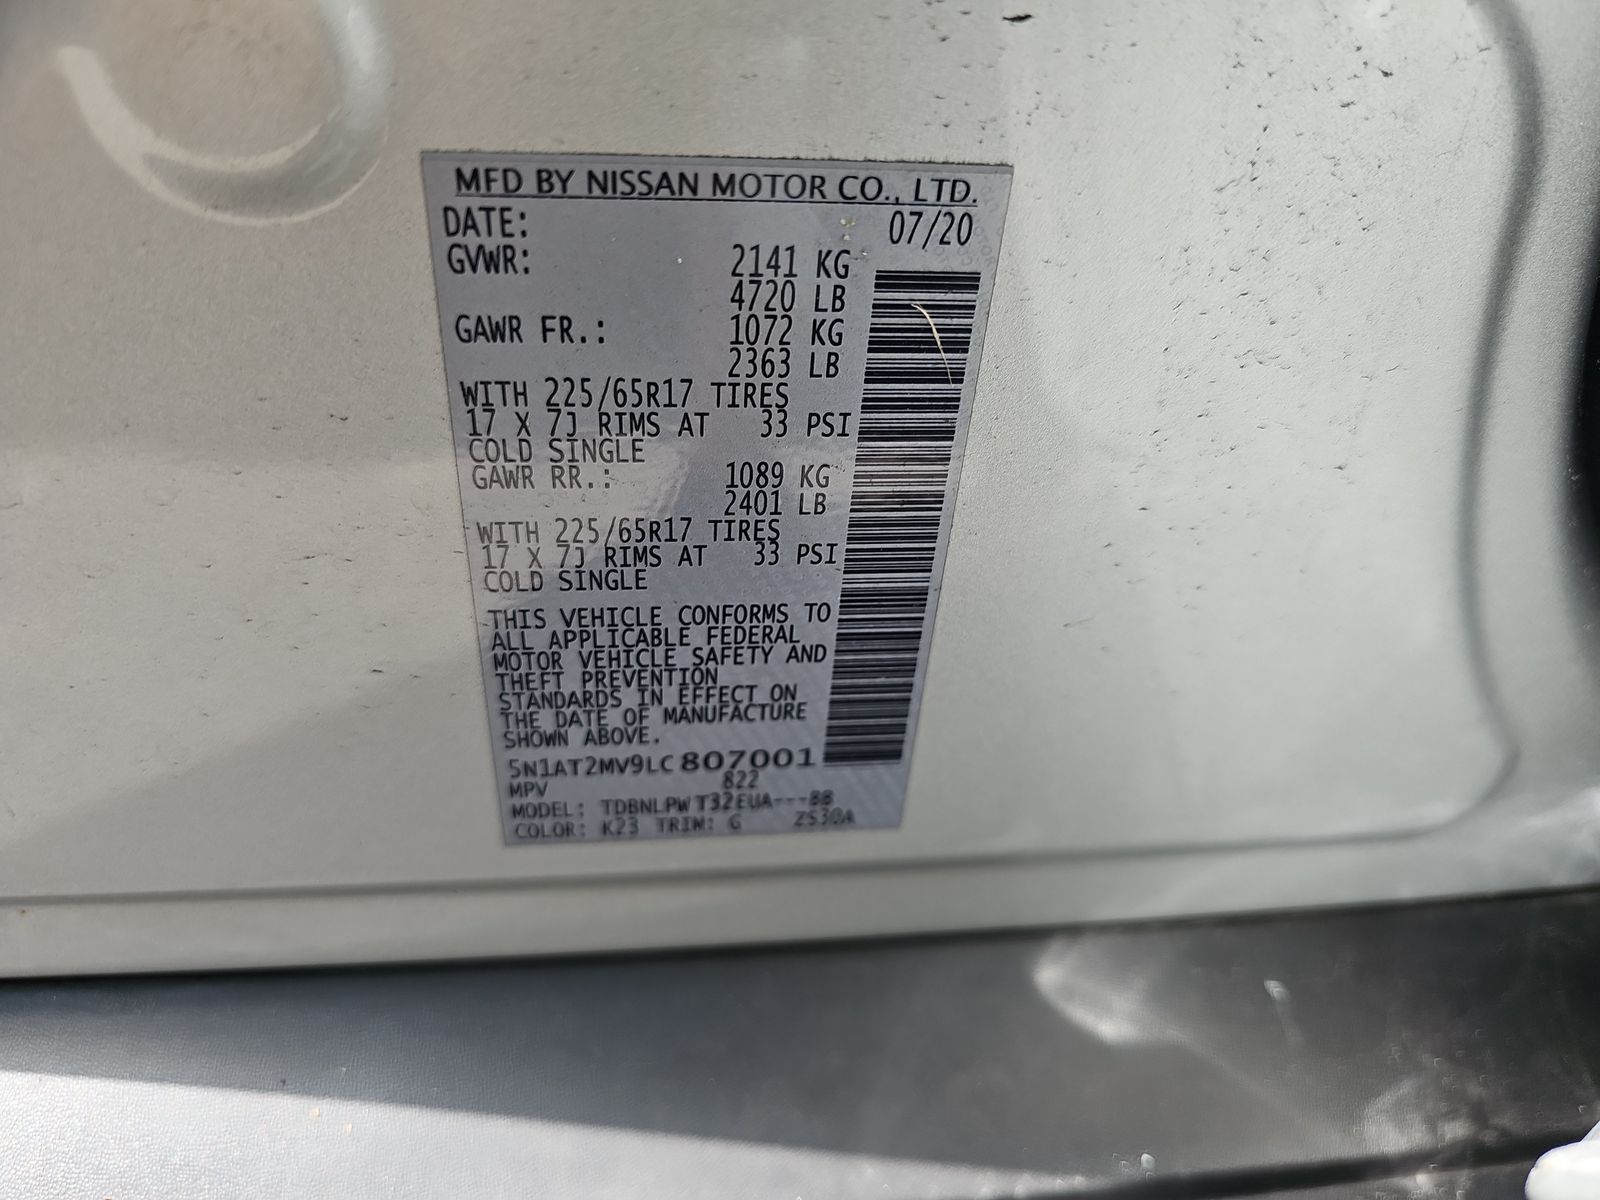 MFD BY NISSAN MOTOR CO., LTD.
DATE: 07/20
GVWR: 2141 KG
4720 LB
GAWR FR.: 1072 KG
2363 LB
WITH 225/65R17 TIRES
17 X 7J RIMS AT 33 PSI
COLD SINGLE
GAWR RR.: 1089 KG
2401 LB
WITH 225/65R17 TIRES
17 X 7J RIMS AT 33 PSI
COLD SINGLE
THIS VEHICLE CONFORMS TO
ALL APPLICABLE FEDERAL
MOTOR VEHICLE SAFETY AND
THEFT PREVENTION
STANDARDS IN EFFECT ON
THE DATE OF MANUFACTURE
SHOWN ABOVE.
5N1AT2MV9LC807001
MPV 822
MODEL: TDBNLPWT32EUA---BB
COLOR: K23 TRIM: G ZS30A